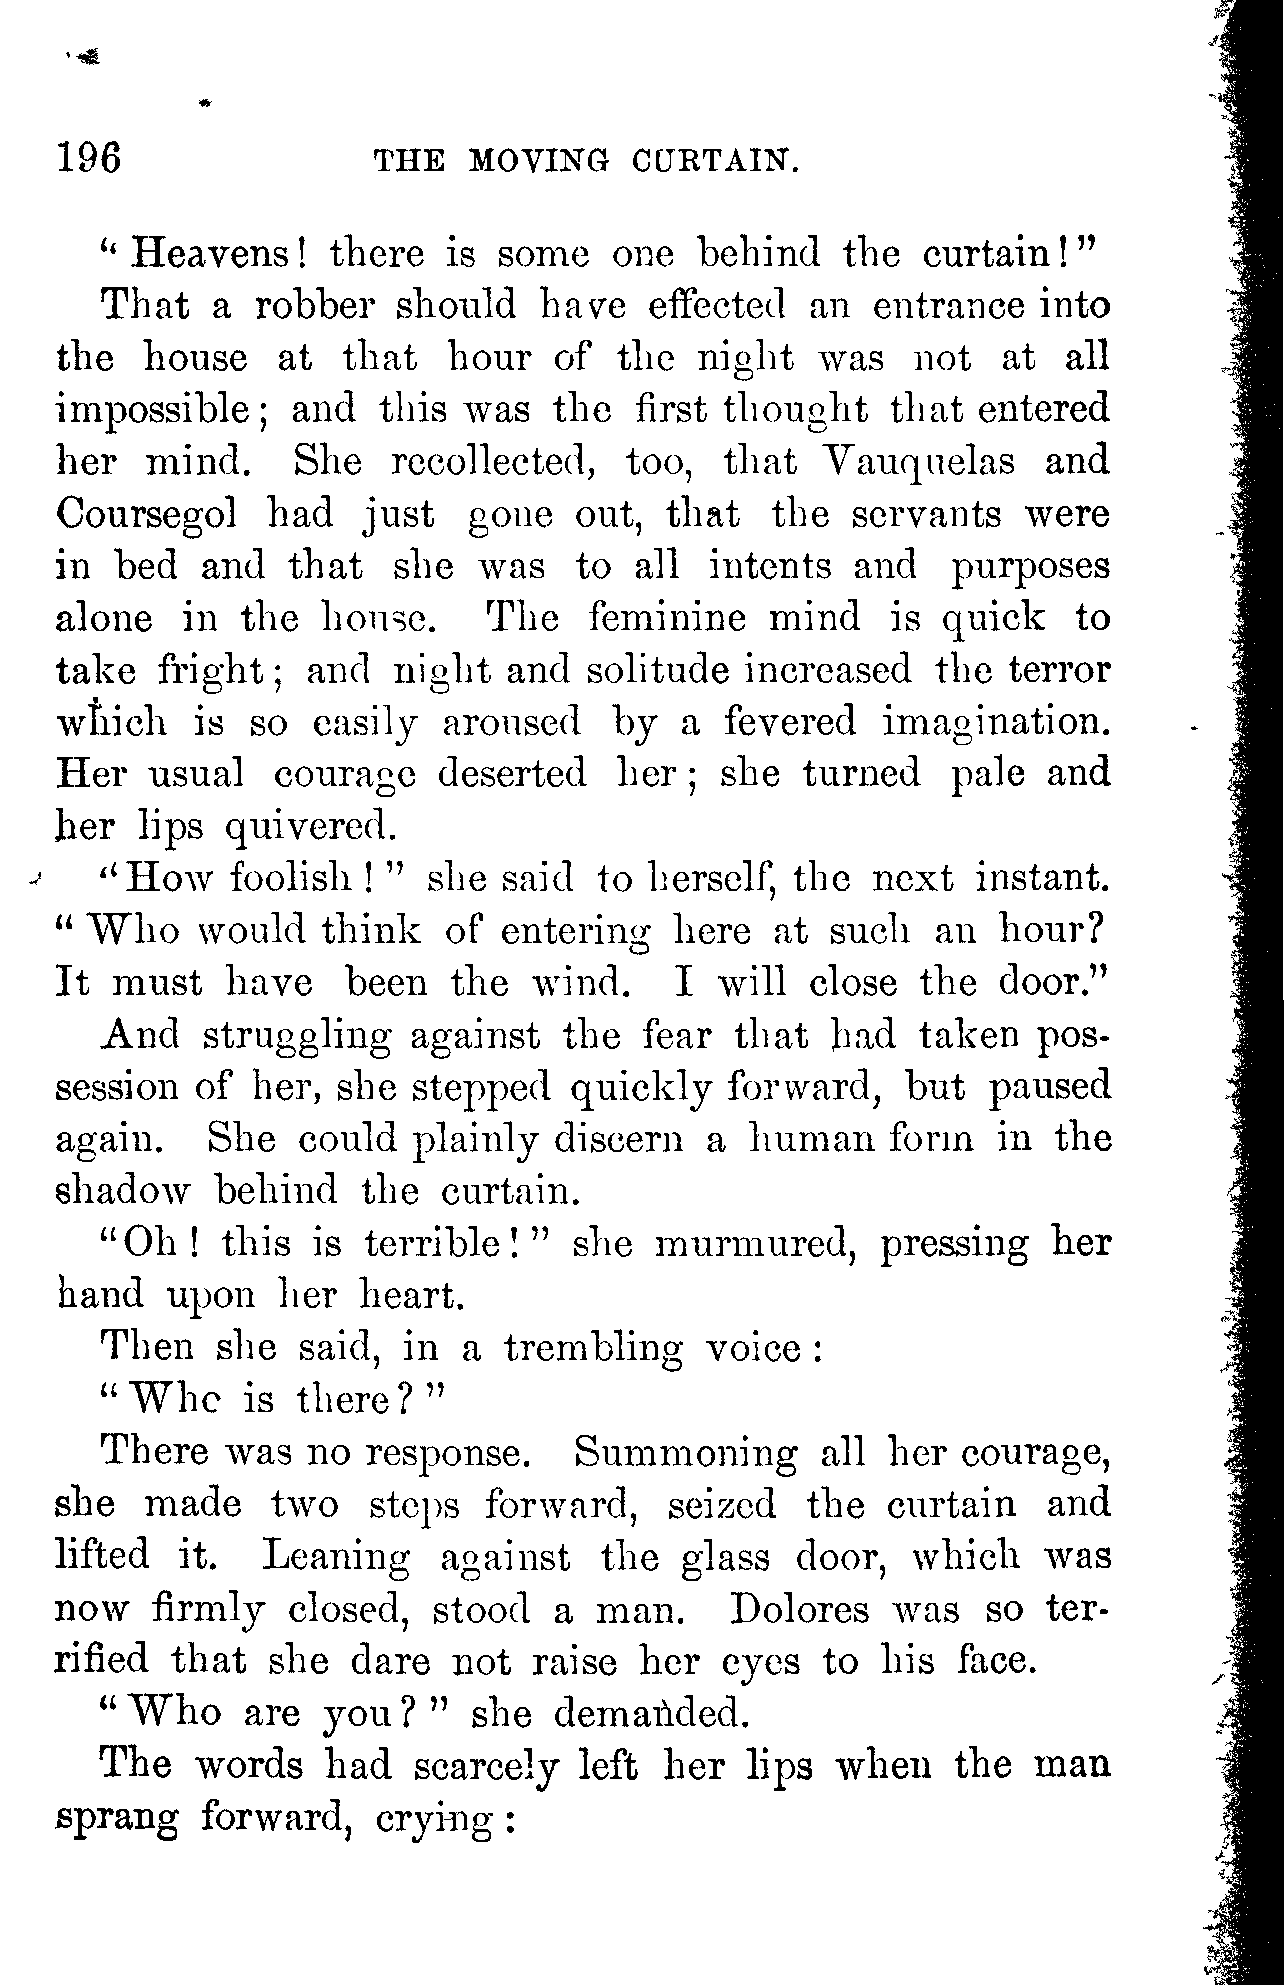 196 THE MOVING CURTAIN.
“ Heavens! there is some one behind the curtain!”
That a robber should have effected an entrance into
the house at that hour of the night was not at all
impossible; and this was the first thought that entered
her mind. She recollected, too, that Vauquelas and
Coursegol had just gone out, that the servants were
in bed and that she was to all intents and purposes
alone in the house. The feminine mind is quick to
take fright; and night and solitude increased the terror
which is so easily aroused by a fevered imagination.
Her usual courage deserted her; she turned pale and
her lips quivered.
“How foolish!” she said to herself, the next instant.
“Who would think of entering here at such an hour?
It must have been the wind. I will close the door.”
And struggling against the fear that had taken pos-
session of her, she stepped quickly forward, but paused
again. She could plainly discern a human form in the
shadow behind the curtain.
“Oh! this is terrible!” she murmured, pressing her
hand upon her heart.
Then she said, in a trembling voice:
“Who is there?”
There was no response. Summoning all her courage,
she made two steps forward, seized the curtain and
lifted it. Leaning against the glass door, which was
now firmly closed, stood a man. Dolores was so ter-
rified that she dare not raise her eyes to his face.
“Who are you?” she demanded.
The words had scarcely left her lips when the man
sprang forward, crying: